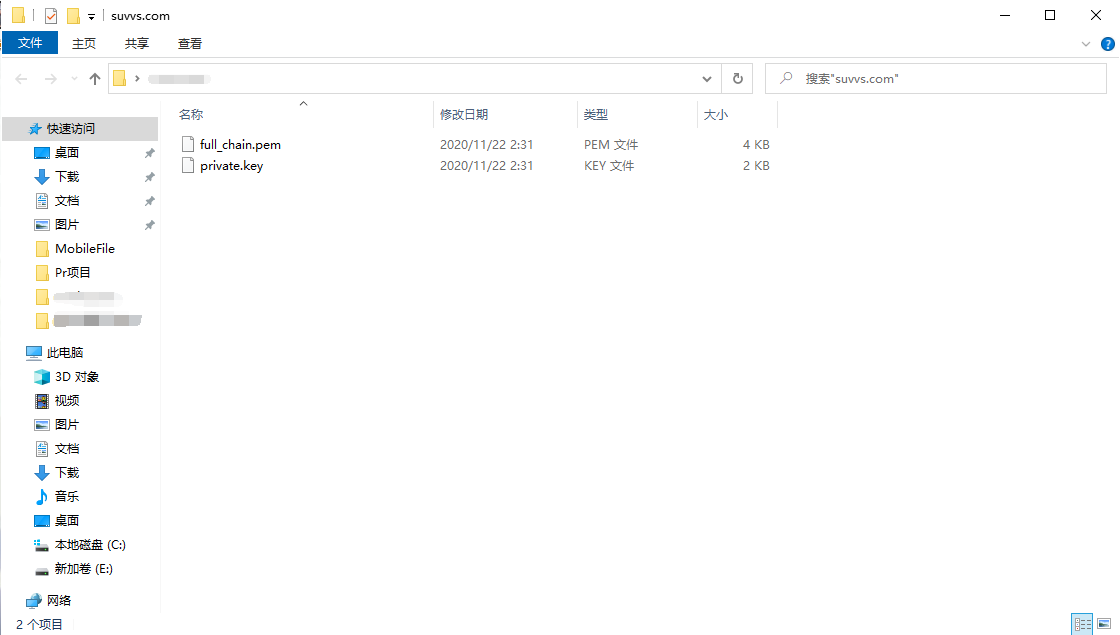 suvvs.com
文件 主页 共享 查看
搜索"suvvs.com"
名称 修改日期 类型 大小
full_chain.pem 2020/11/22 2:31 PEM 文件 4 KB
private.key 2020/11/22 2:31 KEY 文件 2 KB
快速访问
桌面
下载
文档
图片
MobileFile
Pr项目
此电脑
3D 对象
视频
图片
文档
下载
音乐
桌面
本地磁盘 (C:)
新加卷 (E:)
网络
2 个项目